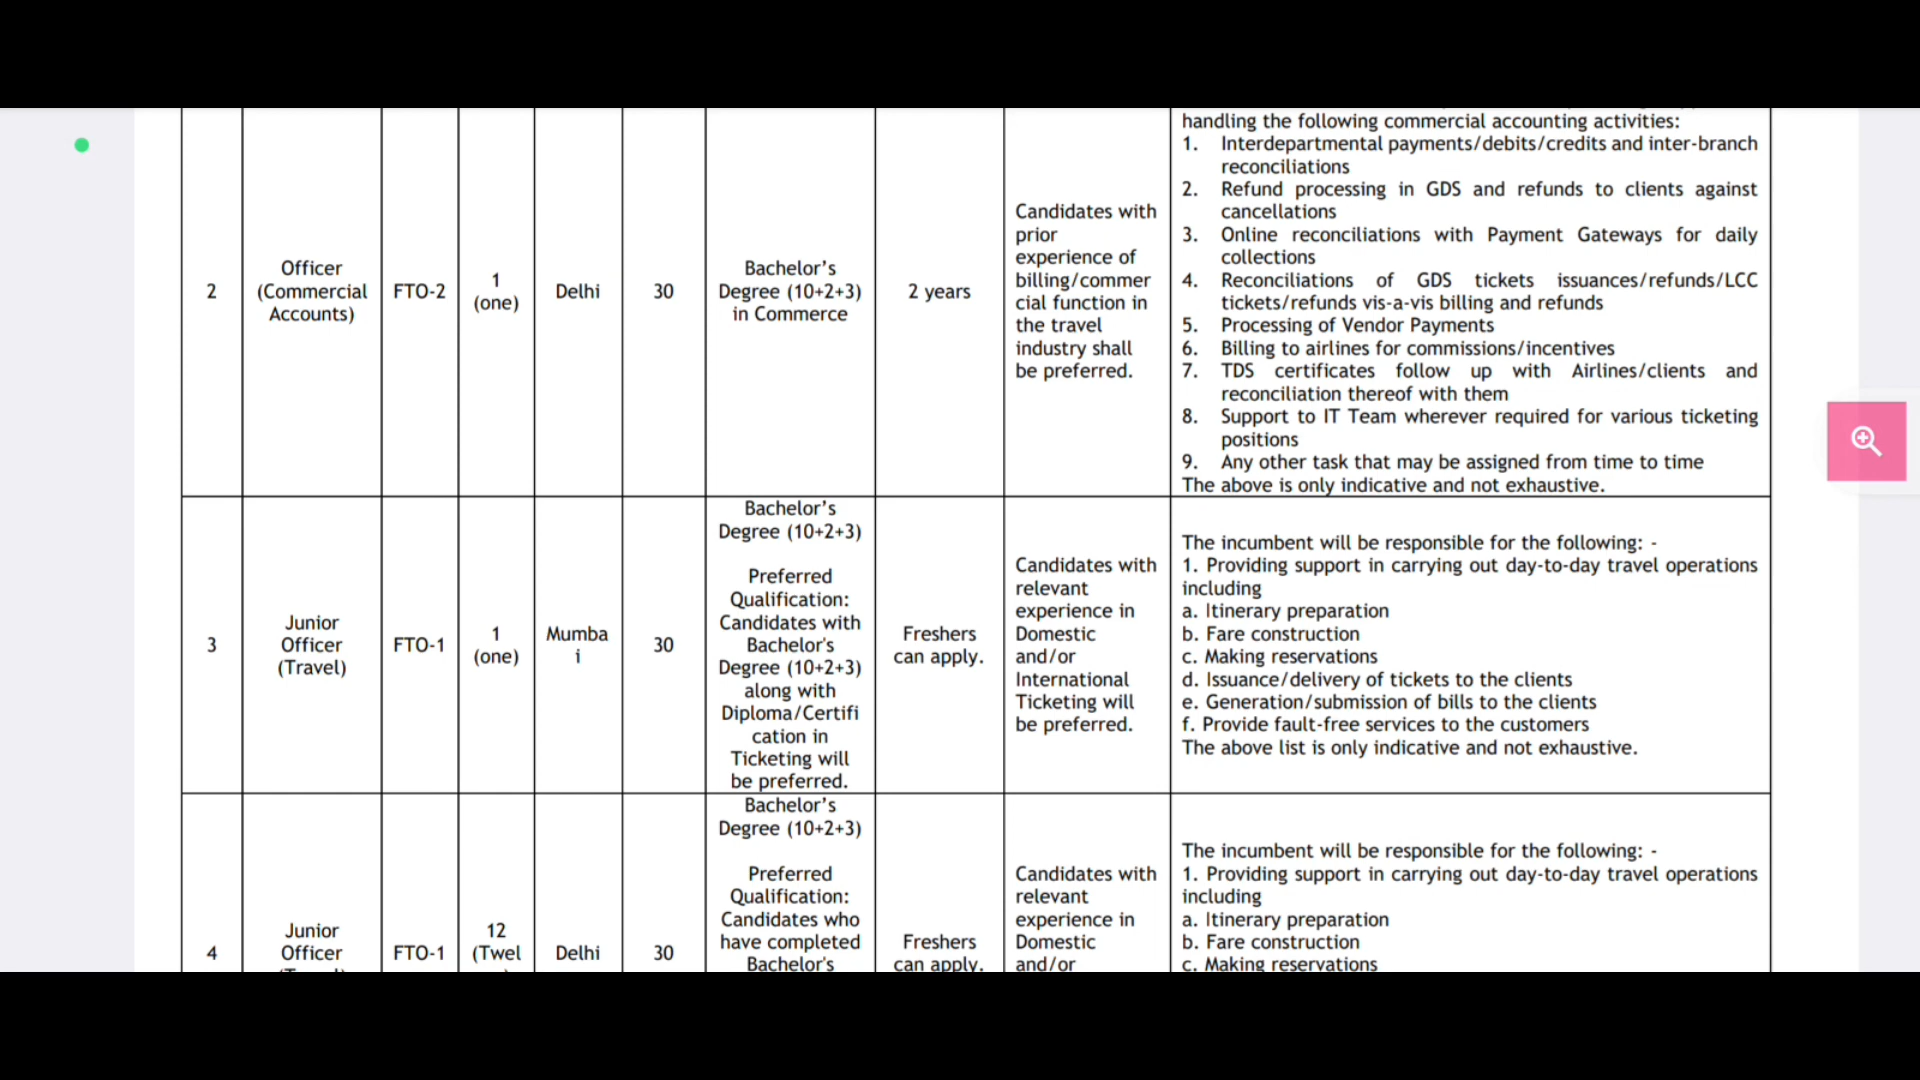 handling the following commercial accounting activities:
1. Interdepartmental payments/debits/credits and inter-branch
reconciliations
2. Refund processing in GDS and refunds to clients against
cancellations
3. Online reconciliations with Payment Gateways for daily
collections
4. Reconciliations of GDS tickets issuances/refunds/LCC
tickets/refunds vis-a-vis billing and refunds
5. Processing of Vendor Payments
6. Billing to airlines for commissions/incentives
7. TDS certificates follow up with Airlines/clients and
reconciliation thereof with them
8. Support to IT Team wherever required for various ticketing
positions
9. Any other task that may be assigned from time to time
The above is only indicative and not exhaustive.
2
Officer
(Commercial
Accounts)
FTO-2
1
(one)
Delhi
30
Bachelor’s
Degree (10+2+3)
in Commerce
2 years
Candidates with
prior
experience of
billing/commer
cial function in
the travel
industry shall
be preferred.
3
Junior
Officer
(Travel)
FTO-1
1
(one)
Mumba
i
30
Bachelor’s
Degree (10+2+3)
Preferred
Qualification:
Candidates with
Bachelor's
Degree (10+2+3)
along with
Diploma/Certifi
cation in
Ticketing will
be preferred.
Freshers
can apply.
Candidates with
relevant
experience in
Domestic
and/or
International
Ticketing will
be preferred.
The incumbent will be responsible for the following: -
1. Providing support in carrying out day-to-day travel operations
including
a. Itinerary preparation
b. Fare construction
c. Making reservations
d. Issuance/delivery of tickets to the clients
e. Generation/submission of bills to the clients
f. Provide fault-free services to the customers
The above list is only indicative and not exhaustive.
4
Junior
Officer
FTO-1
12
(Twel
Delhi
30
Bachelor’s
Degree (10+2+3)
Preferred
Qualification:
Candidates who
have completed
Bachelor's
Freshers
can apply.
Candidates with
relevant
experience in
Domestic
and/or
The incumbent will be responsible for the following: -
1. Providing support in carrying out day-to-day travel operations
including
a. Itinerary preparation
b. Fare construction
c. Making reservations